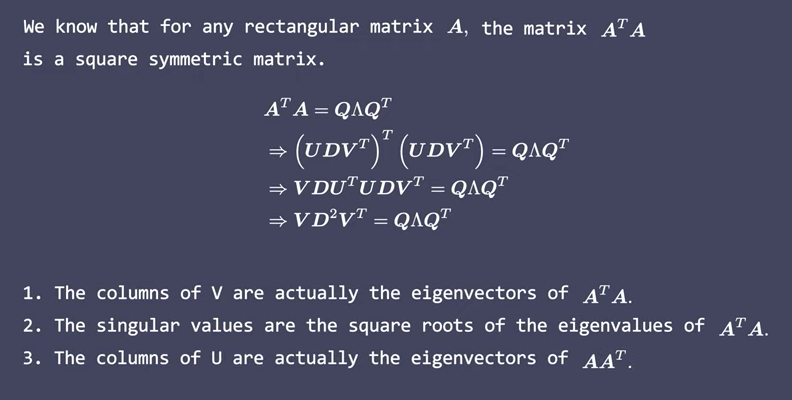 We know that for any rectangular matrix A, the matrix AᵀA
is a square symmetric matrix.
AᵀA = QΛQᵀ
⇒ (UDVᵀ)ᵀ (UDVᵀ) = QΛQᵀ
⇒ VDUᵀUDVᵀ = QΛQᵀ
⇒ VD²Vᵀ = QΛQᵀ
1. The columns of V are actually the eigenvectors of AᵀA.
2. The singular values are the square roots of the eigenvalues of AᵀA.
3. The columns of U are actually the eigenvectors of AAᵀ.